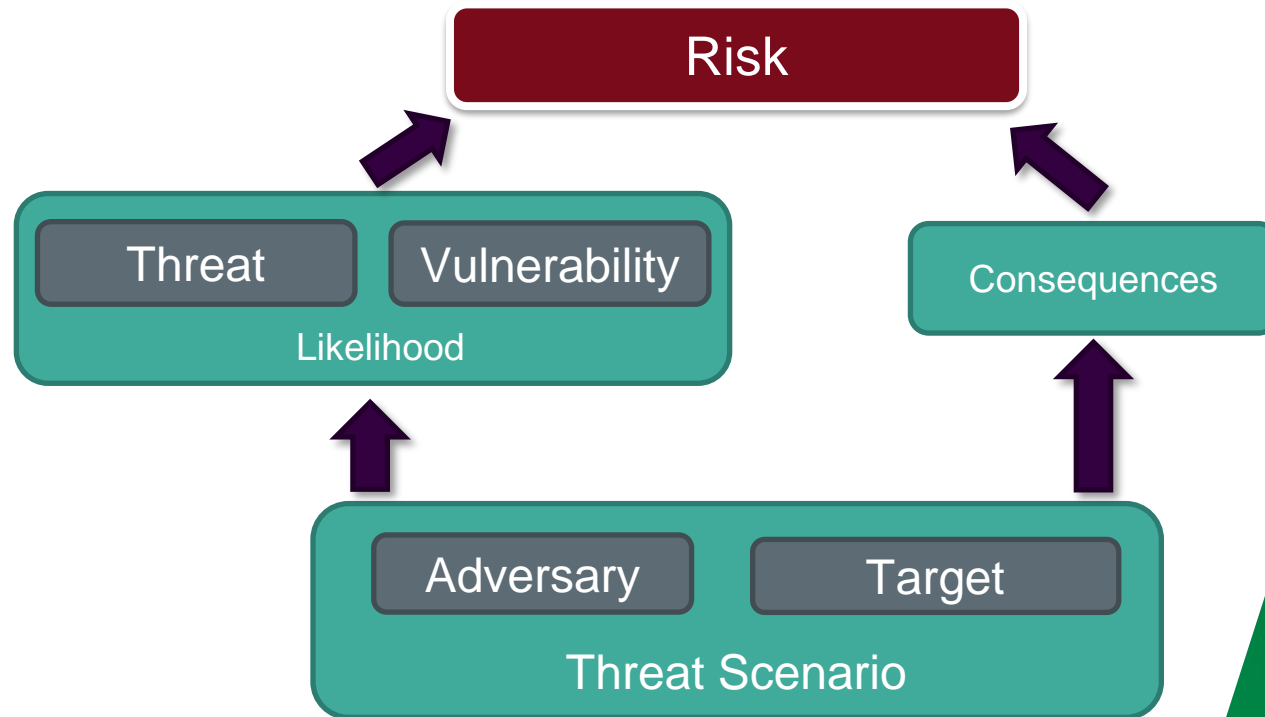 Risk
Threat
Vulnerability
Likelihood
Consequences
Adversary
Target
Threat Scenario